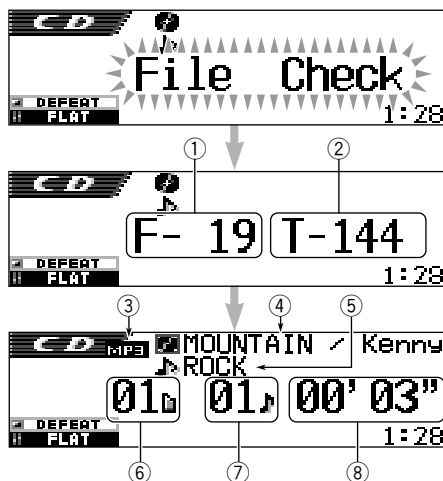 CD
File Check
DEFEAT
FLAT
1:28
① ②
CD
F- 19 T-144
DEFEAT
FLAT
1:28
③ ④ ⑤
CD MP3 MOUNTAIN / Kenny
ROCK
01 01 00' 03"
DEFEAT
FLAT
1:28
⑥ ⑦ ⑧